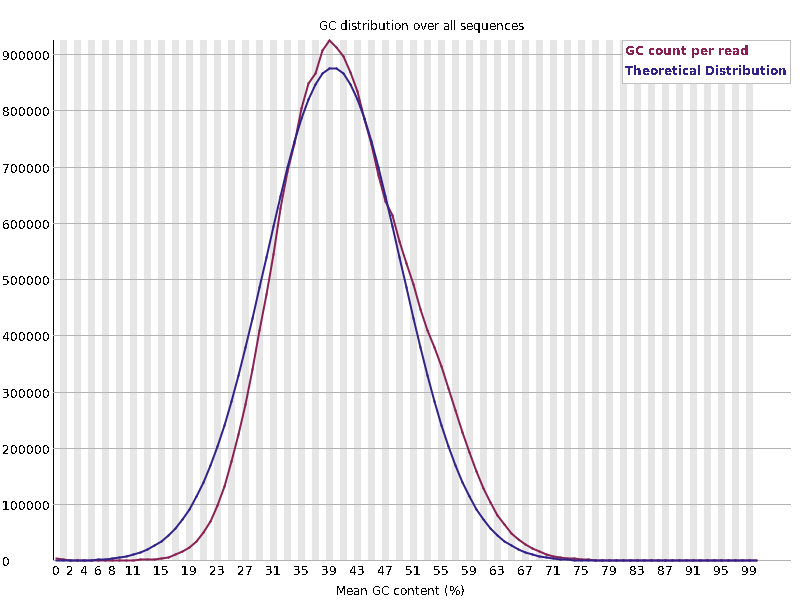 GC distribution over all sequences
GC count per read
Theoretical Distribution
900000
800000
700000
600000
500000
400000
300000
200000
100000
0
0 2 4 6 8 11 15 19 23 27 31 35 39 43 47 51 55 59 63 67 71 75 79 83 87 91 95 99
Mean GC content (%)